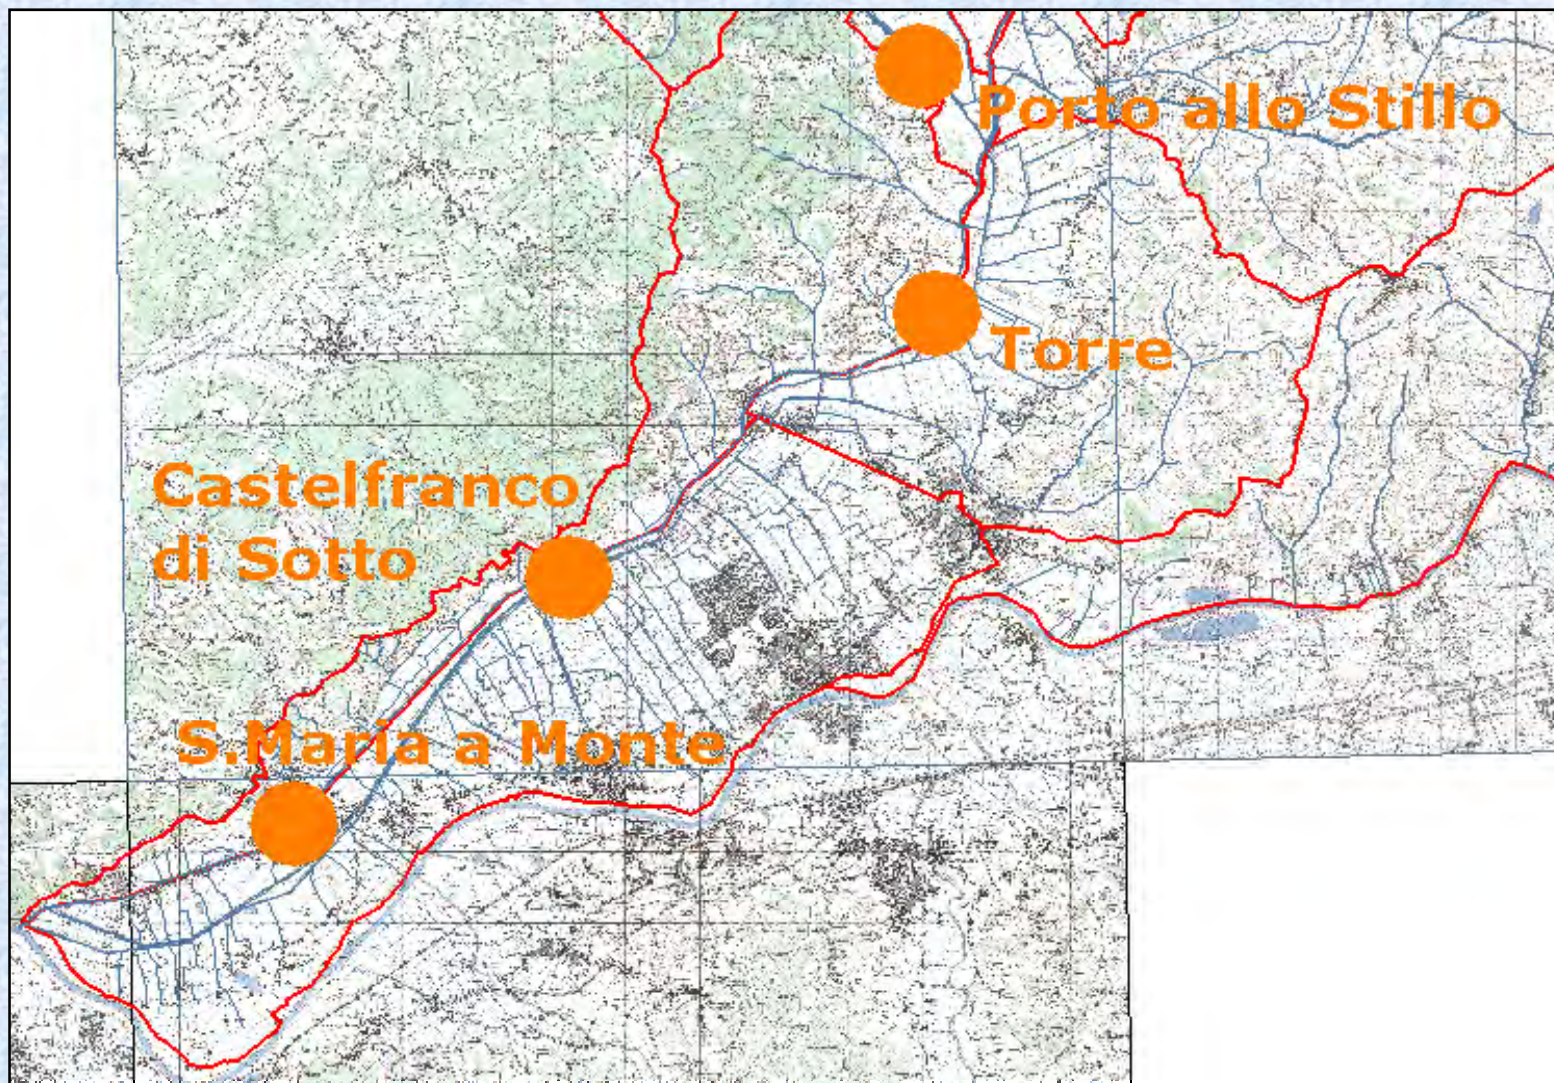 Porto allo Stillo
Torre
Castelfranco
di Sotto
S.Maria a Monte